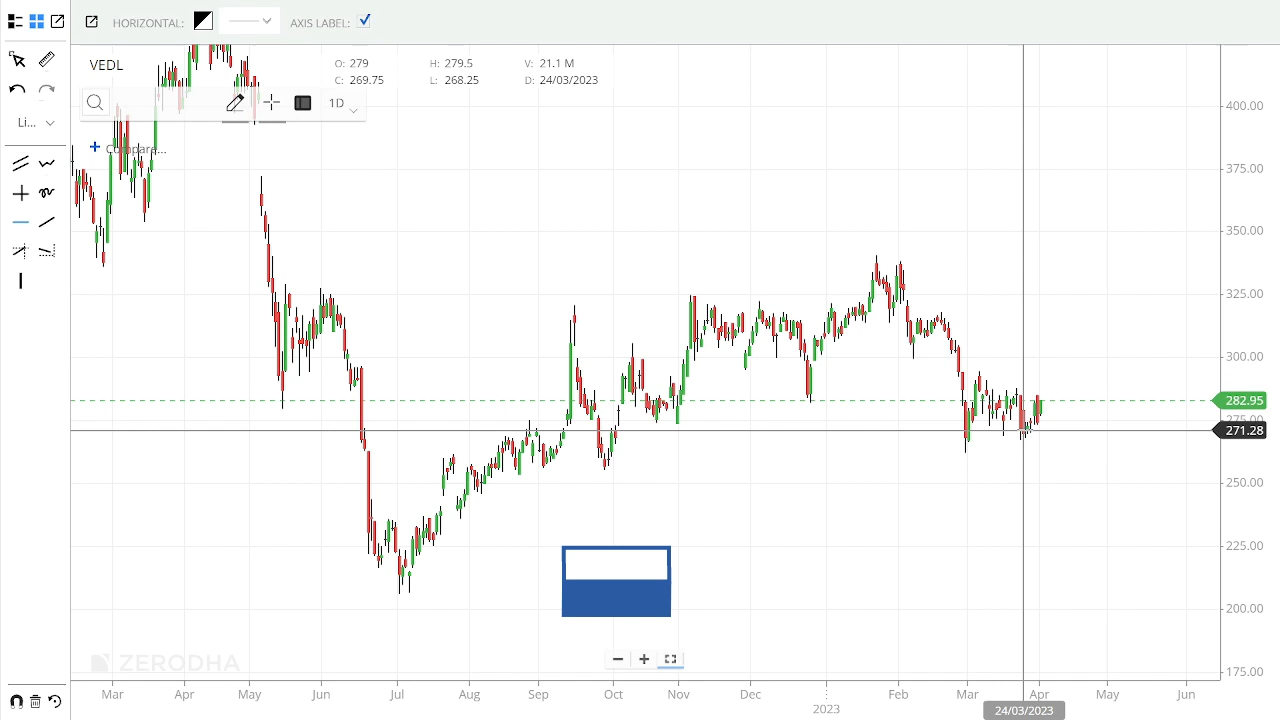 HORIZONTAL:
AXIS LABEL:
VEDL
O: 279
H: 279.5
V: 21.1 M
C: 269.75
L: 268.25
D: 24/03/2023
1D
Li...
Compare...
400.00
375.00
350.00
325.00
300.00
282.95
275.00
271.28
250.00
225.00
200.00
175.00
ZERODHA
Mar
Apr
May
Jun
Jul
Aug
Sep
Oct
Nov
Dec
2023
Feb
Mar
Apr
May
Jun
24/03/2023